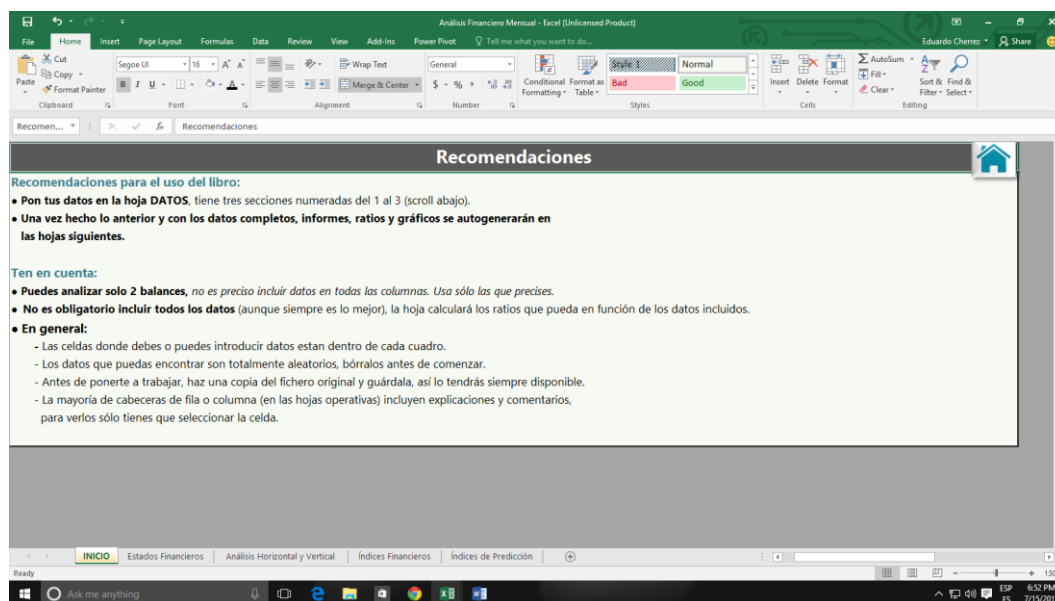 Análisis Financiero Mensual - Excel (Unlicensed Product)
File Home Insert Page Layout Formulas Data Review View Add-Ins Power Pivot Tell me what you want to do... Eduardo Cherrez Share
Paste Cut Copy Format Painter
Segoe UI 16
Wrap Text
Merge & Center
General
Conditional Formatting Format as Table
Style 1 Normal
Bad Good
Insert Delete Format
AutoSum Fill Clear
Sort & Filter Find & Select
Clipboard Font Alignment Number Styles Cells Editing
Recomen... fx Recomendaciones
Recomendaciones
Recomendaciones para el uso del libro:
• Pon tus datos en la hoja DATOS, tiene tres secciones numeradas del 1 al 3 (scroll abajo).
• Una vez hecho lo anterior y con los datos completos, informes, ratios y gráficos se autogenerarán en
las hojas siguientes.
Ten en cuenta:
• Puedes analizar solo 2 balances, no es preciso incluir datos en todas las columnas. Usa sólo las que precises.
• No es obligatorio incluir todos los datos (aunque siempre es lo mejor), la hoja calculará los ratios que pueda en función de los datos incluidos.
• En general:
- Las celdas donde debes o puedes introducir datos estan dentro de cada cuadro.
- Los datos que puedas encontrar son totalmente aleatorios, bórralos antes de comenzar.
- Antes de ponerte a trabajar, haz una copia del fichero original y guárdala, así lo tendrás siempre disponible.
- La mayoría de cabeceras de fila o columna (en las hojas operativas) incluyen explicaciones y comentarios,
para verlos sólo tienes que seleccionar la celda.
INICIO Estados Financieros Análisis Horizontal y Vertical Índices Financieros Índices de Predicción
Ready 130
Ask me anything ESP 6:52 PM
ES 7/15/201